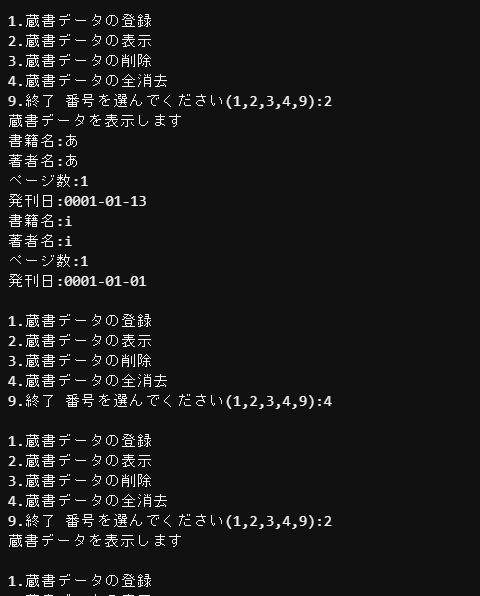 1.蔵書データの登録
2.蔵書データの表示
3.蔵書データの削除
4.蔵書データの全消去
9.終了 番号を選んでください(1,2,3,4,9):2
蔵書データを表示します
書籍名:あ
著者名:あ
ページ数:1
発刊日:0001-01-13
書籍名:i
著者名:i
ページ数:1
発刊日:0001-01-01
1.蔵書データの登録
2.蔵書データの表示
3.蔵書データの削除
4.蔵書データの全消去
9.終了 番号を選んでください(1,2,3,4,9):4
1.蔵書データの登録
2.蔵書データの表示
3.蔵書データの削除
4.蔵書データの全消去
9.終了 番号を選んでください(1,2,3,4,9):2
蔵書データを表示します
1.蔵書データの登録